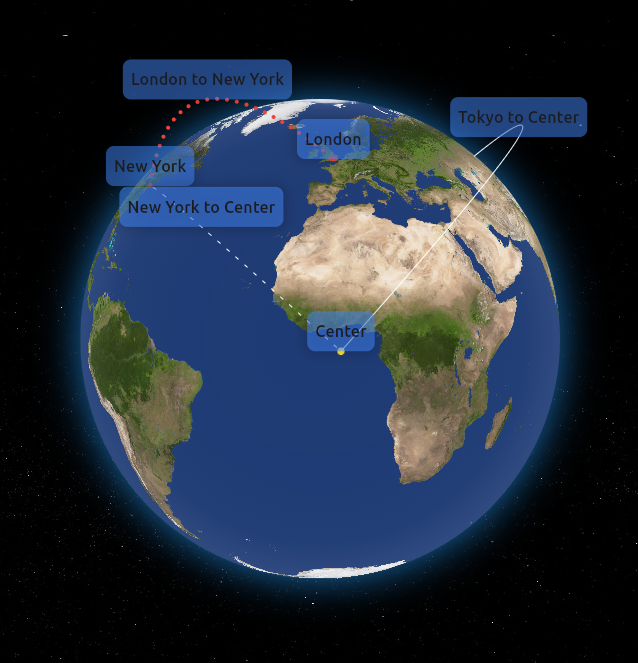 London to New York
Tokyo to Center
London
New York
New York to Center
Center